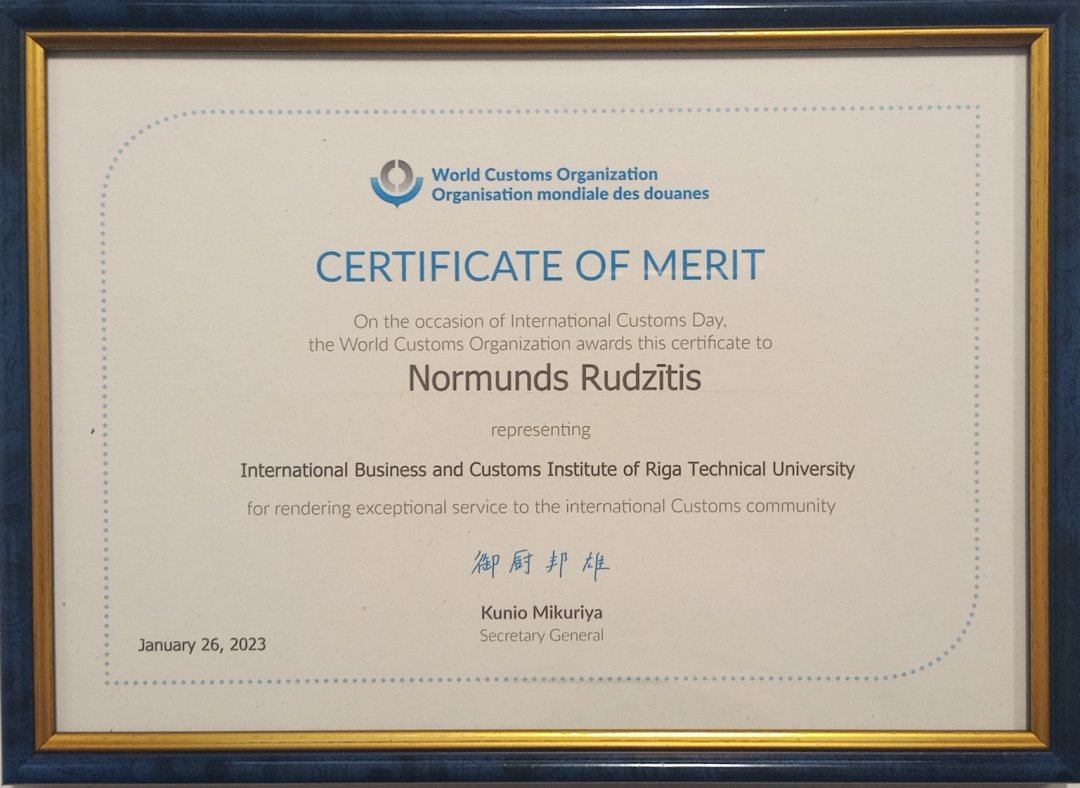 World Customs Organization
Organisation mondiale des douanes
CERTIFICATE OF MERIT
On the occasion of International Customs Day,
the World Customs Organization awards this certificate to
Normunds Rudzītis
representing
International Business and Customs Institute of Riga Technical University
for rendering exceptional service to the international Customs community
御厨邦雄
Kunio Mikuriya
Secretary General
January 26, 2023